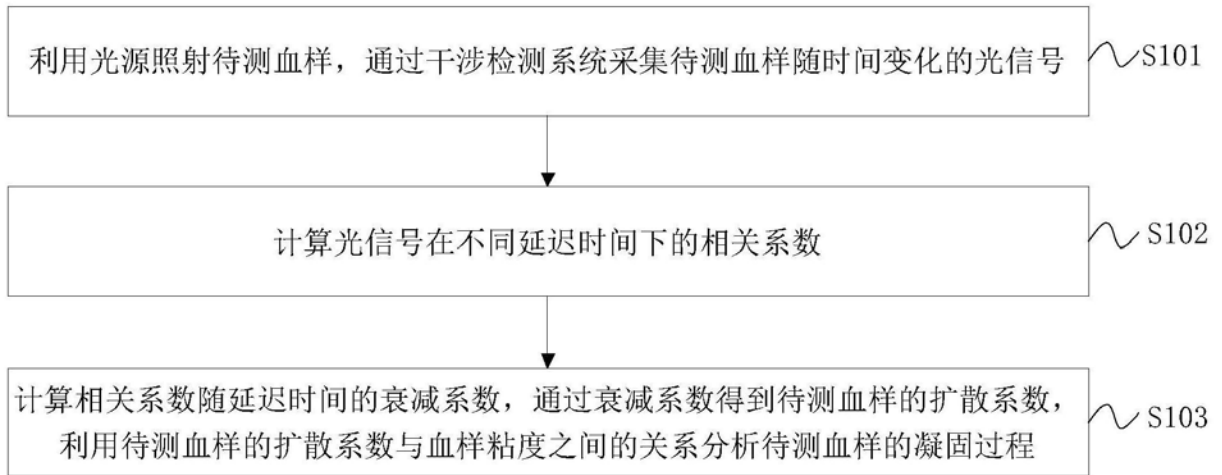 利用光源照射待测血样，通过干涉检测系统采集待测血样随时间变化的光信号
S101
计算光信号在不同延迟时间下的相关系数
S102
计算相关系数随延迟时间的衰减系数，通过衰减系数得到待测血样的扩散系数，
利用待测血样的扩散系数与血样粘度之间的关系分析待测血样的凝固过程
S103